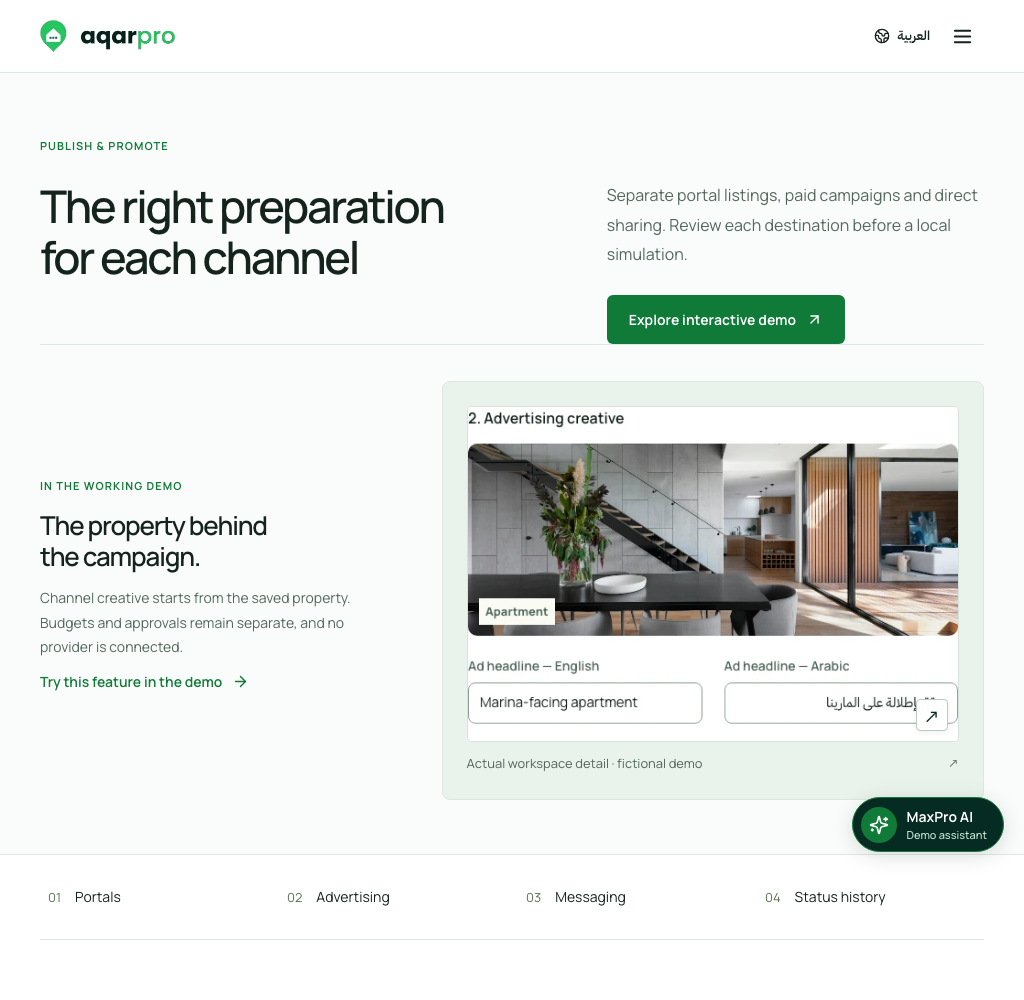 aqarpro
العربية
PUBLISH & PROMOTE
The right preparation
for each channel
Separate portal listings, paid campaigns and direct
sharing. Review each destination before a local
simulation.
Explore interactive demo
IN THE WORKING DEMO
The property behind
the campaign.
Channel creative starts from the saved property.
Budgets and approvals remain separate, and no
provider is connected.
Try this feature in the demo
2. Advertising creative
Apartment
Ad headline — English
Marina-facing apartment
Ad headline — Arabic
بإطلالة على المارينا
Actual workspace detail · fictional demo
MaxPro AI
Demo assistant
01 Portals
02 Advertising
03 Messaging
04 Status history